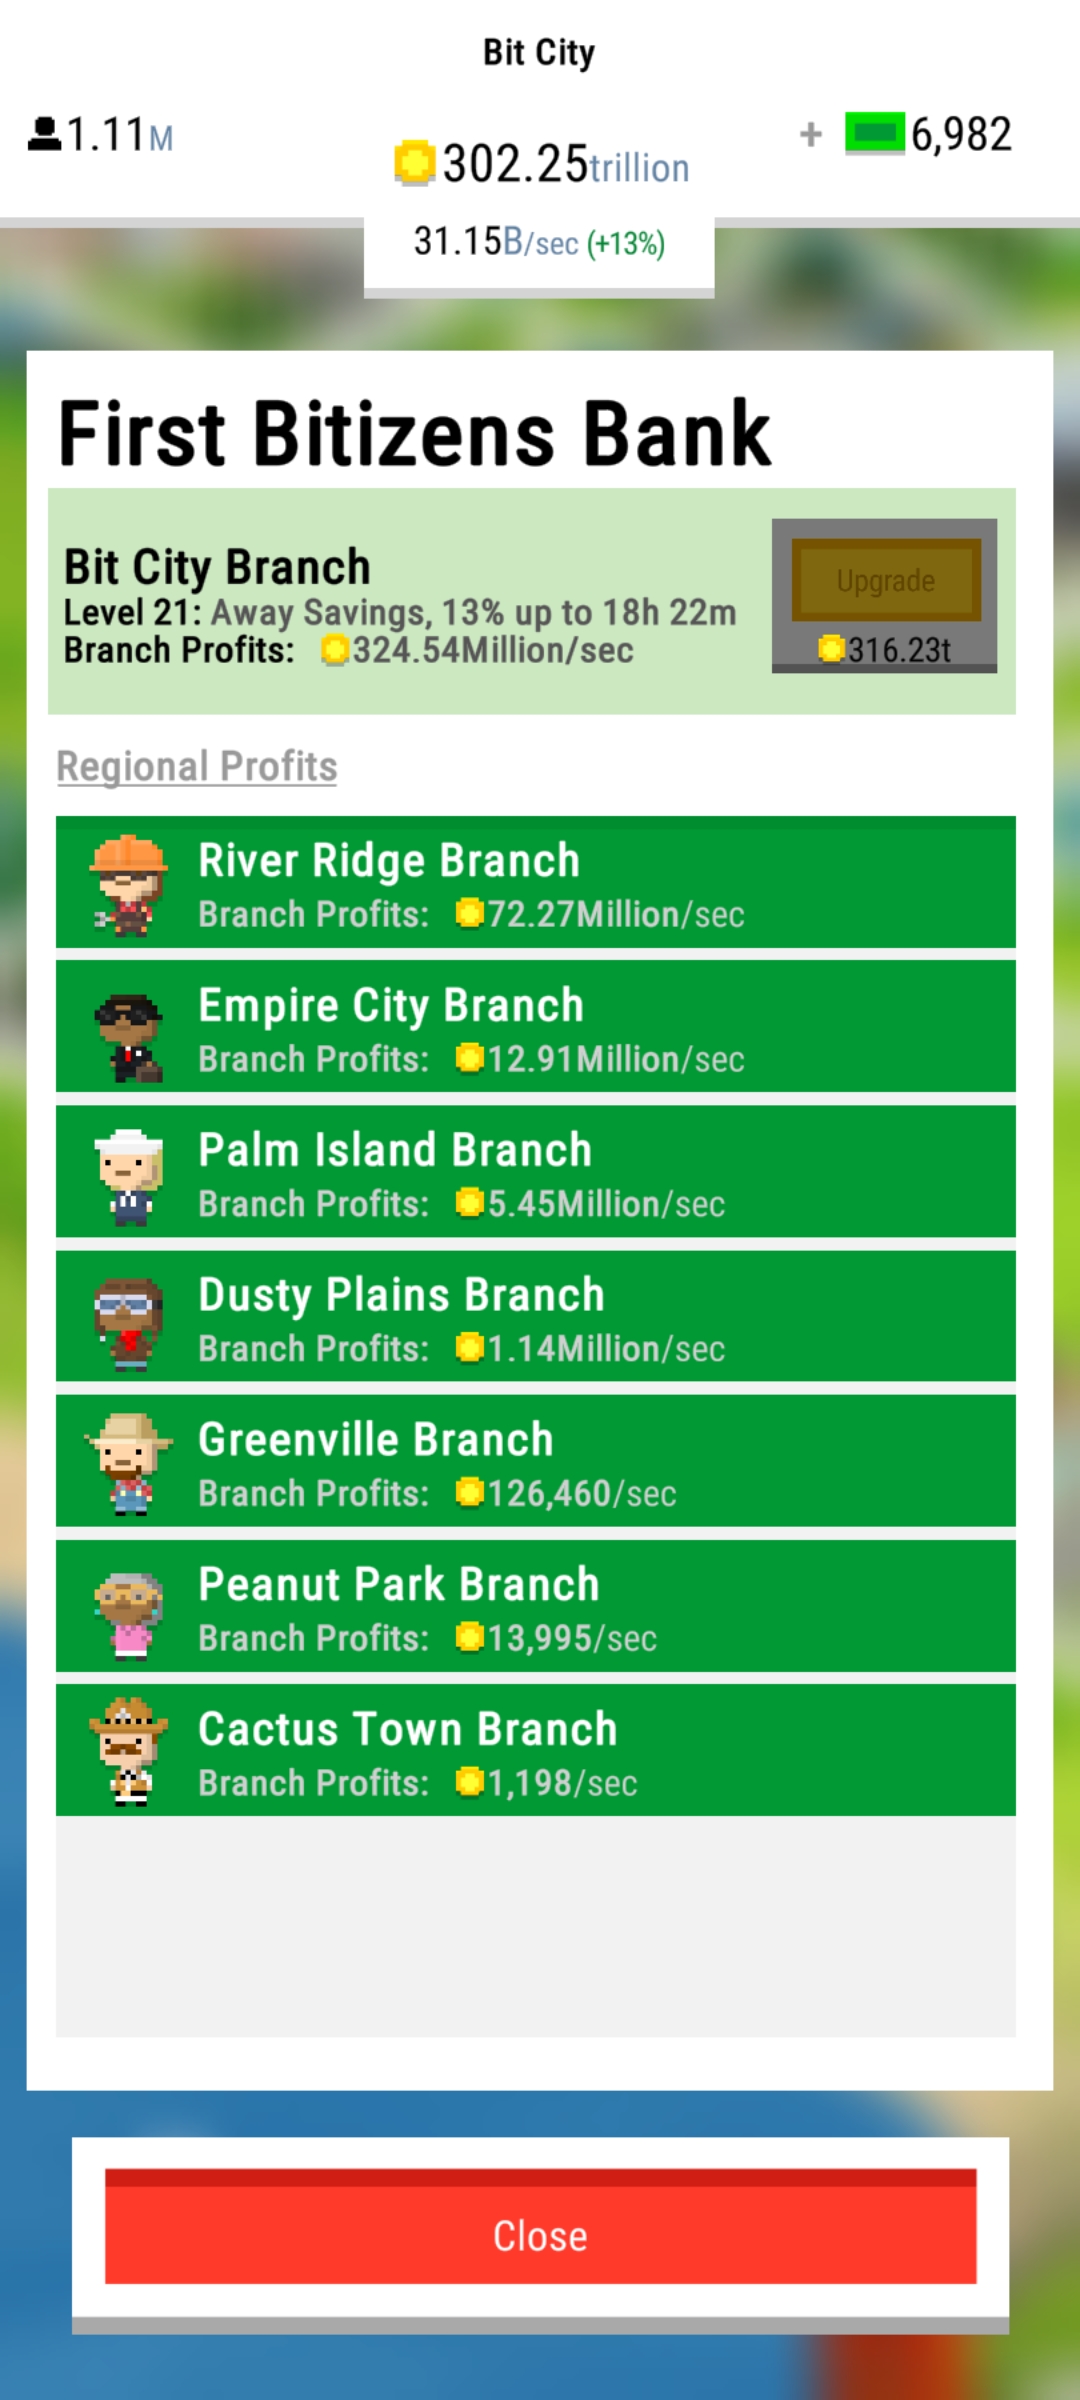 Bit City
1.11M
302.25trillion
+ 6,982
31.15B/sec (+13%)
First Bitizens Bank
Bit City Branch
Level 21: Away Savings, 13% up to 18h 22m
Branch Profits: 324.54Million/sec
Upgrade
316.23t
Regional Profits
River Ridge Branch
Branch Profits: 72.27Million/sec
Empire City Branch
Branch Profits: 12.91Million/sec
Palm Island Branch
Branch Profits: 5.45Million/sec
Dusty Plains Branch
Branch Profits: 1.14Million/sec
Greenville Branch
Branch Profits: 126,460/sec
Peanut Park Branch
Branch Profits: 13,995/sec
Cactus Town Branch
Branch Profits: 1,198/sec
Close